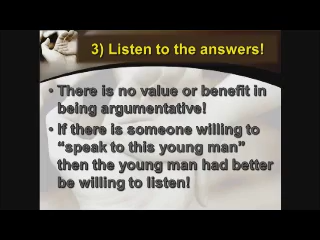 3) Listen to the answers!
• There is no value or benefit in
being argumentative!
• If there is someone willing to
“speak to this young man”
then the young man had better
be willing to listen!